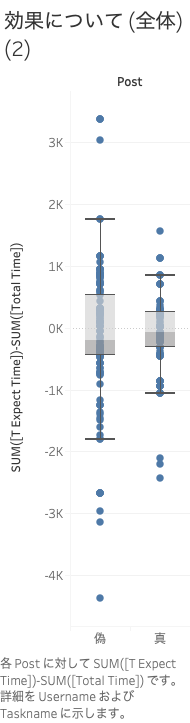 効果について (全体)
(2)
Post
SUM([T Expect Time])-SUM([Total Time])
3K
2K
1K
0K
-1K
-2K
-3K
-4K
偽
真
各 Post に対して SUM([T Expect
Time])-SUM([Total Time]) です。
詳細を Username および
Taskname に示します。